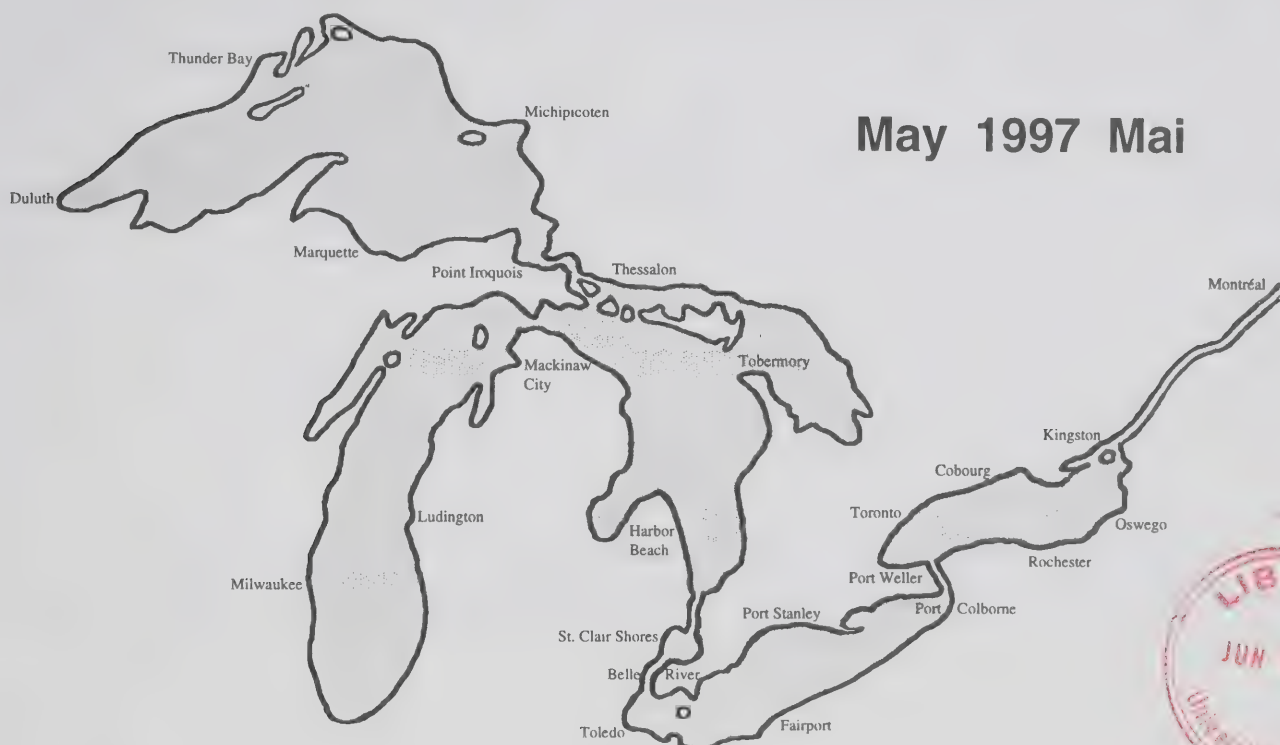 Thunder Bay
Michipicoten
May 1997 Mai
Duluth
Marquette
Point Iroquois
Thessalon
Montréal
Tobermory
Mackinaw
City
Kingston
Cobourg
Toronto
Ludington
Oswego
Harbor
Beach
Rochester
Milwaukee
Port Weller
Port Colborne
Port Stanley
St. Clair Shores
Belle River
Toledo
Fairport
LIB
JUN